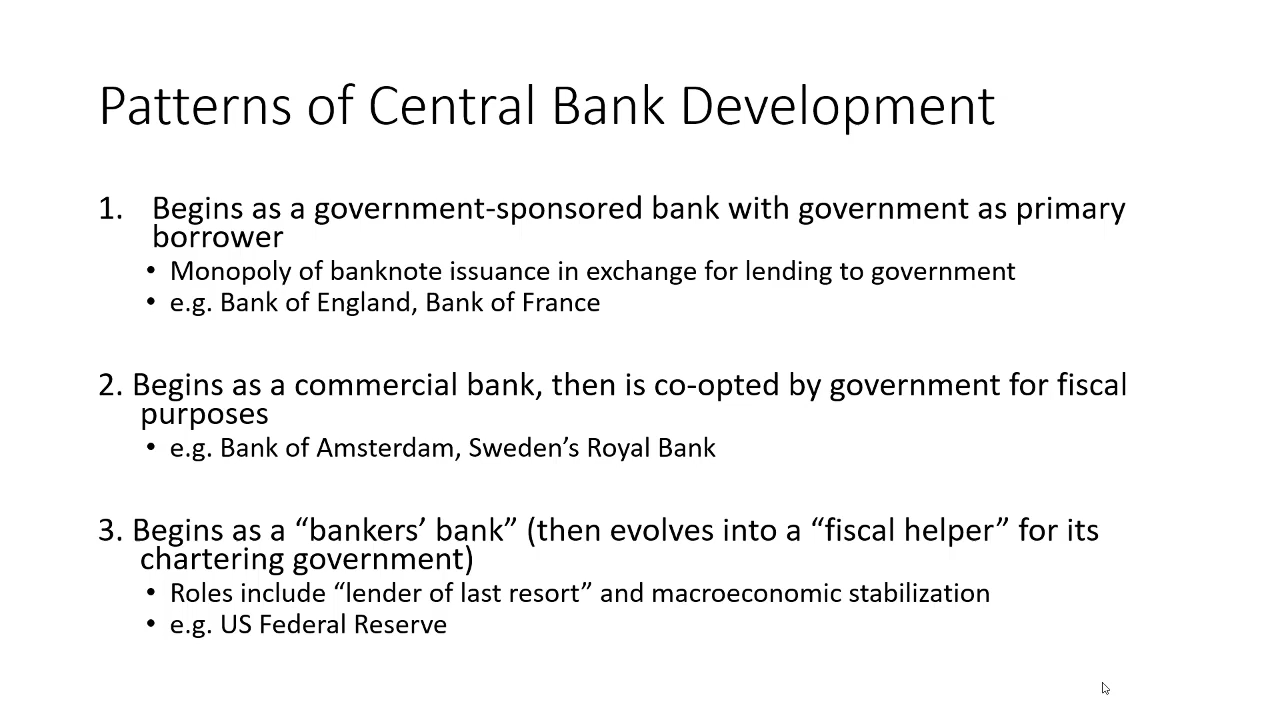 Patterns of Central Bank Development
1. Begins as a government-sponsored bank with government as primary
borrower
• Monopoly of banknote issuance in exchange for lending to government
• e.g. Bank of England, Bank of France
2. Begins as a commercial bank, then is co-opted by government for fiscal
purposes
• e.g. Bank of Amsterdam, Sweden’s Royal Bank
3. Begins as a “bankers’ bank” (then evolves into a “fiscal helper” for its
chartering government)
• Roles include “lender of last resort” and macroeconomic stabilization
• e.g. US Federal Reserve